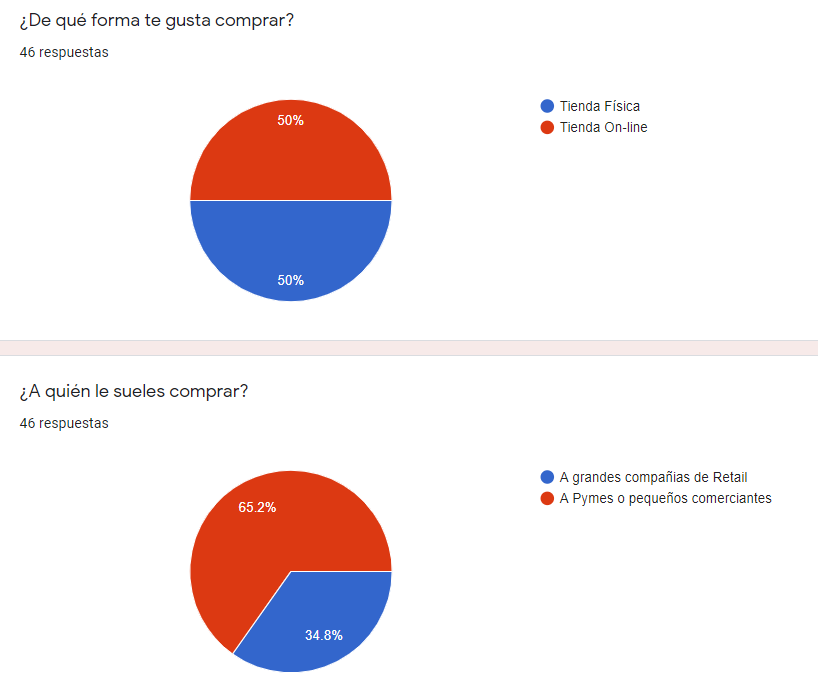 ¿De qué forma te gusta comprar?
46 respuestas
50%
50%
Tienda Física
Tienda On-line
¿A quién le sueles comprar?
46 respuestas
65.2%
34.8%
A grandes compañias de Retail
A Pymes o pequeños comerciantes